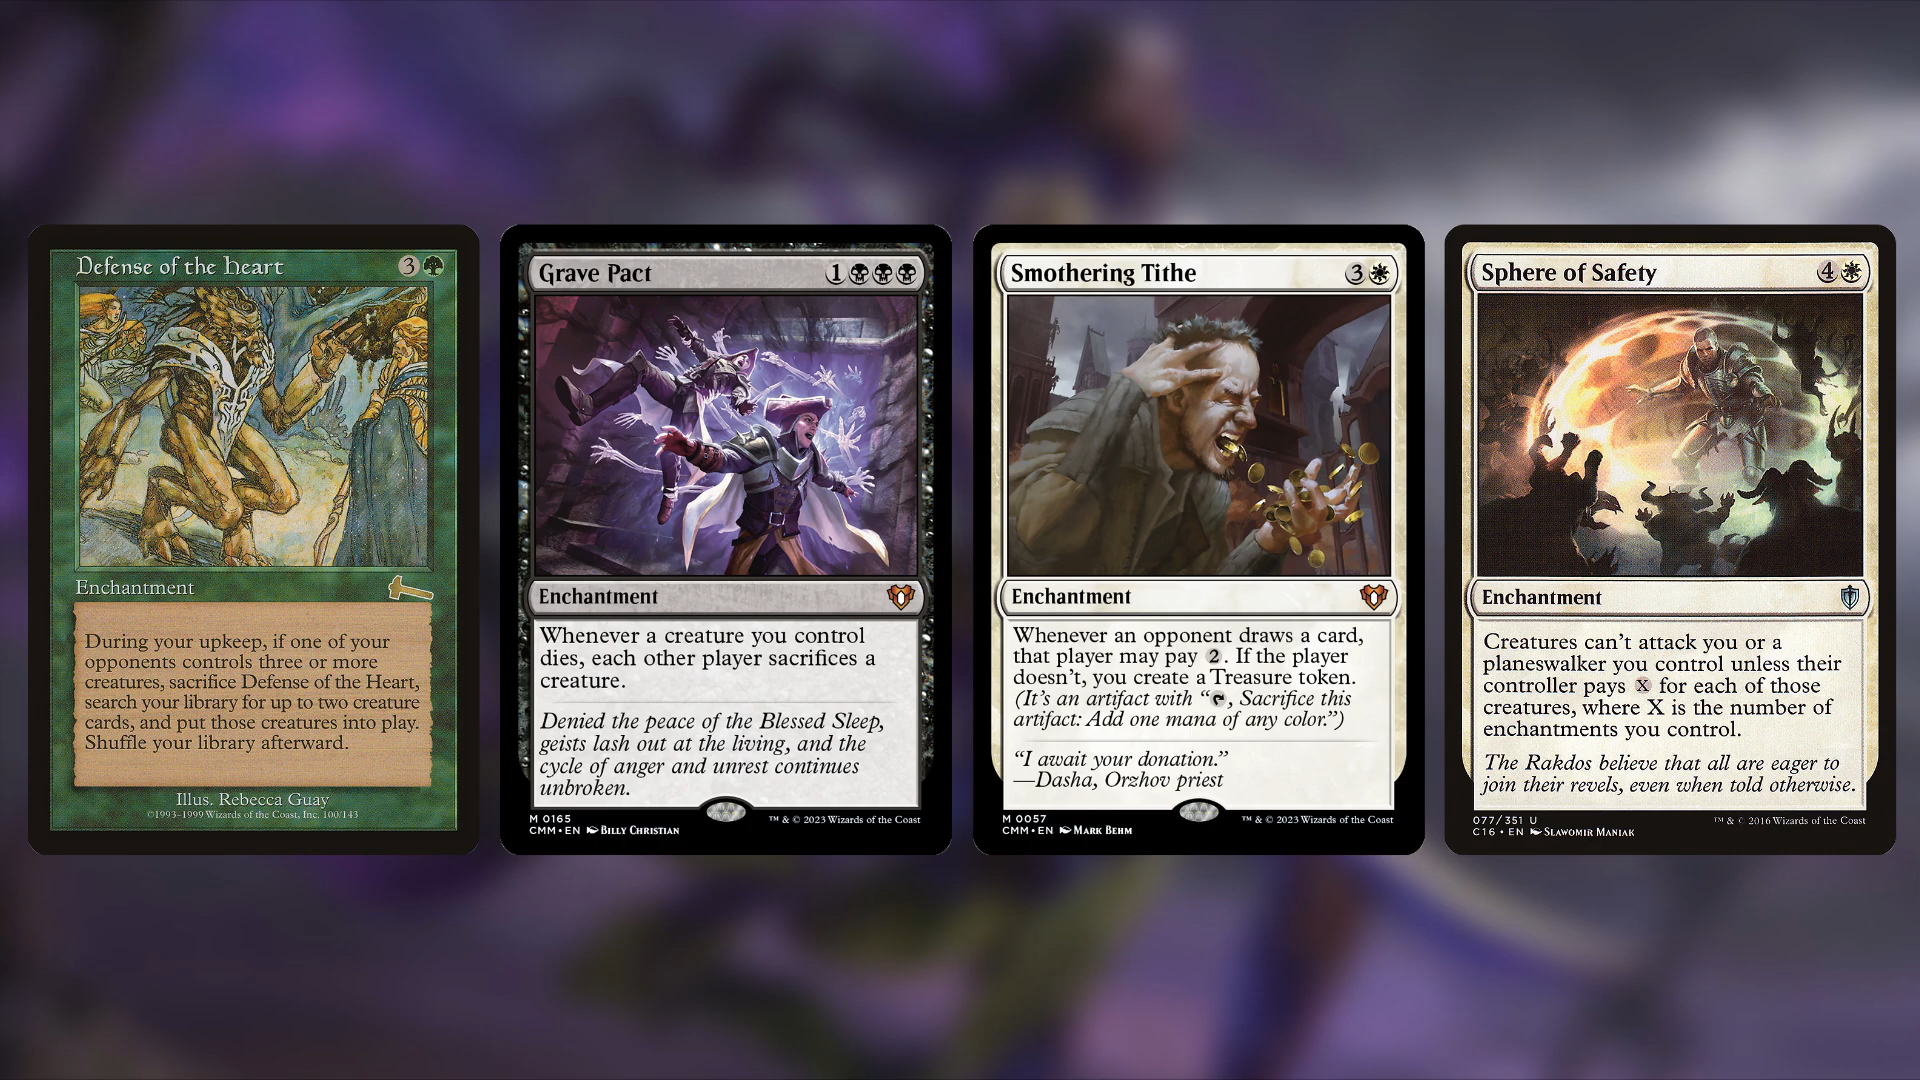 Defense of the Heart 3
Enchantment
During your upkeep, if one of your
opponents controls three or more
creatures, sacrifice Defense of the Heart,
search your library for up to two creature
cards, and put those creatures into play.
Shuffle your library afterward.
Illus. Rebecca Guay
©1993-1999 Wizards of the Coast, Inc. 100/143
Grave Pact 1
Enchantment
Whenever a creature you control
dies, each other player sacrifices a
creature.
Denied the peace of the Blessed Sleep,
geists lash out at the living, and the
cycle of anger and unrest continues
unbroken.
M 0165
CMM • EN Billy Christian
™ & © 2023 Wizards of the Coast
Smothering Tithe 3
Enchantment
Whenever an opponent draws a card,
that player may pay 2. If the player
doesn't, you create a Treasure token.
(It's an artifact with ", Sacrifice this
artifact: Add one mana of any color.")
"I await your donation."
—Dasha, Orzhov priest
M 0057
CMM • EN Mark Behm
™ & © 2023 Wizards of the Coast
Sphere of Safety 4
Enchantment
Creatures can't attack you or a
planeswalker you control unless their
controller pays X for each of those
creatures, where X is the number of
enchantments you control.
The Rakdos believe that all are eager to
join their revels, even when told otherwise.
077/351 U
C16 • EN Slawomir Maniak
™ & © 2016 Wizards of the Coast